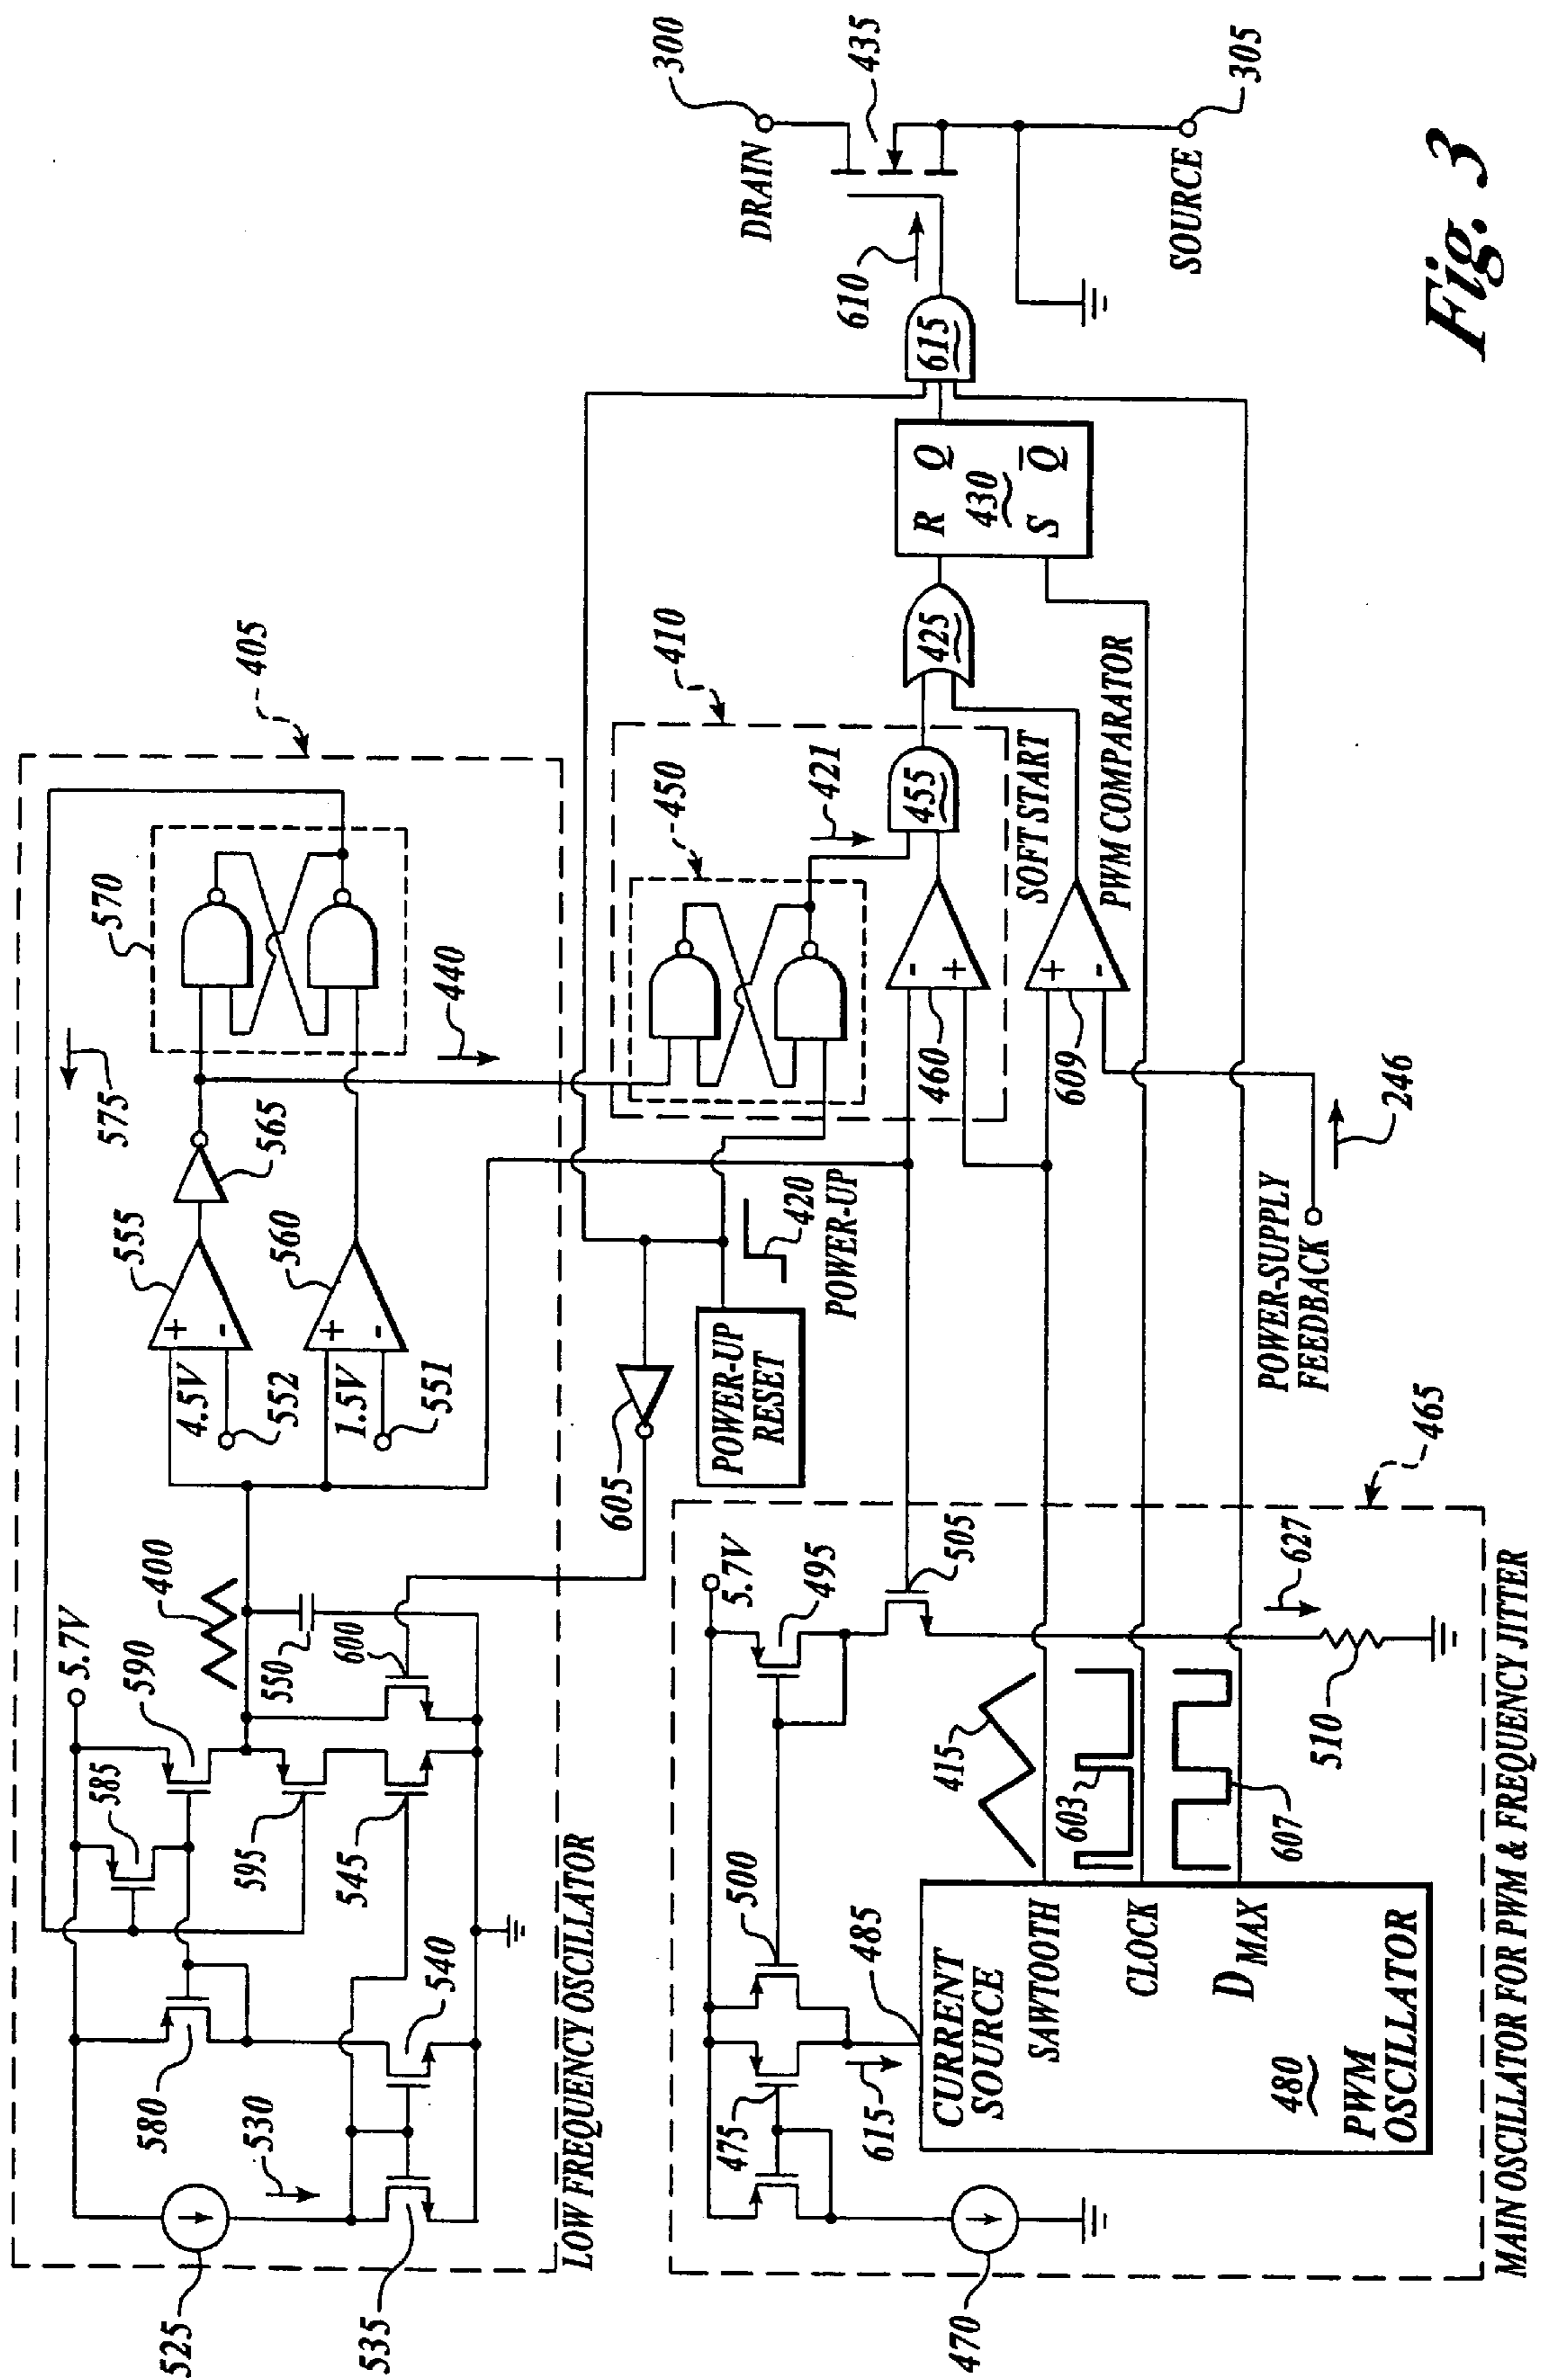 405
570
575
440
555
565
560
4.5V
552
1.5V
551
5.7V
400
590
585
550
600
595
545
580
540
530
525
535
LOW FREQUENCY OSCILLATOR
300
DRAIN
435
610
615
305
SOURCE
R Q
430
S Q̅
410
450
421
425
455
460
SOFT START
PWM COMPARATOR
609
246
POWER-SUPPLY
FEEDBACK
420
POWER-UP
POWER-UP
RESET
605
465
5.7V
495
505
627
510
500
475
485
615
470
415
603
607
CURRENT
SOURCE
SAWTOOTH
CLOCK
DMAX
480
PWM
OSCILLATOR
MAIN OSCILLATOR FOR PWM & FREQUENCY JITTER
+
-
+
-
-
+
+
-
Fig. 3